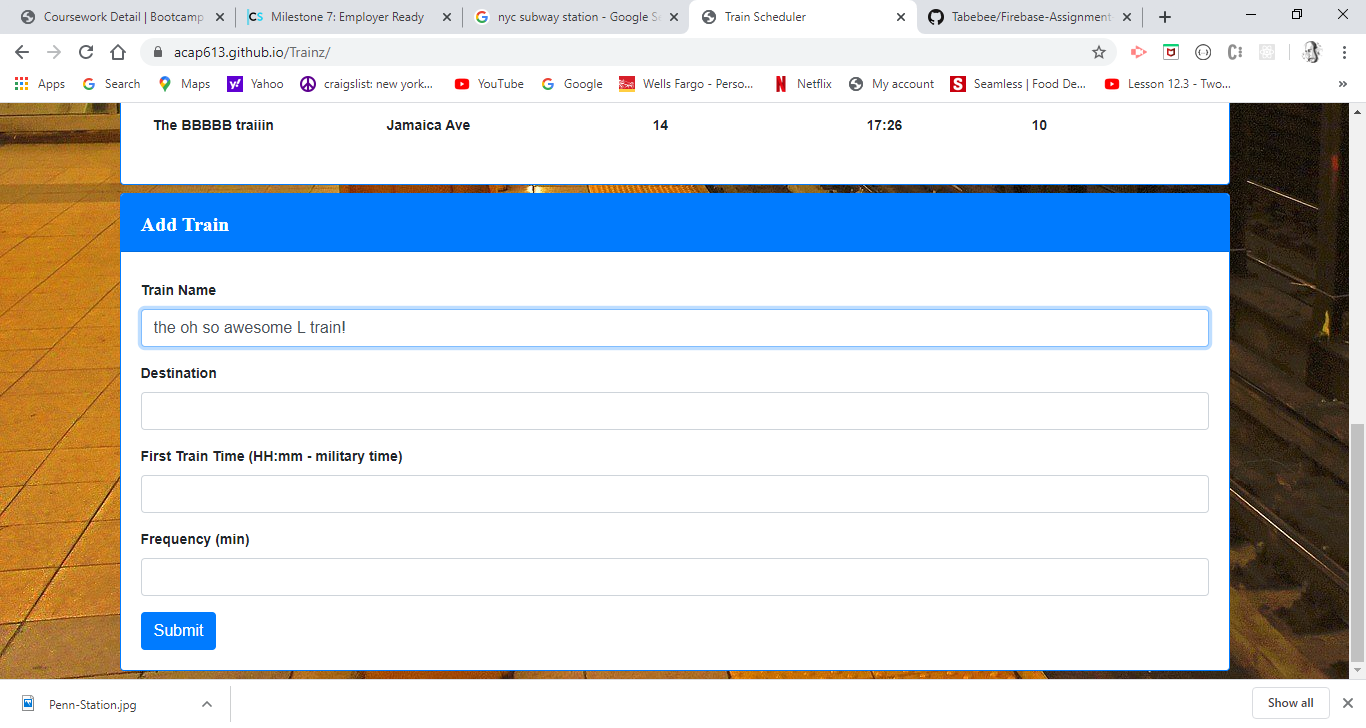 Coursework Detail | Bootcamp
CS Milestone 7: Employer Ready
nyc subway station - Google Se
Train Scheduler
Tabebee/Firebase-Assignment
acap613.github.io/Trainz/
Apps
Search
Maps
Yahoo
craigslist: new york...
YouTube
Google
Wells Fargo - Perso...
Netflix
My account
Seamless | Food De...
Lesson 12.3 - Two...
»
The BBBBB traiiin Jamaica Ave 14 17:26 10
Add Train
Train Name
the oh so awesome L train!
Destination
First Train Time (HH:mm - military time)
Frequency (min)
Submit
Penn-Station.jpg
Show all